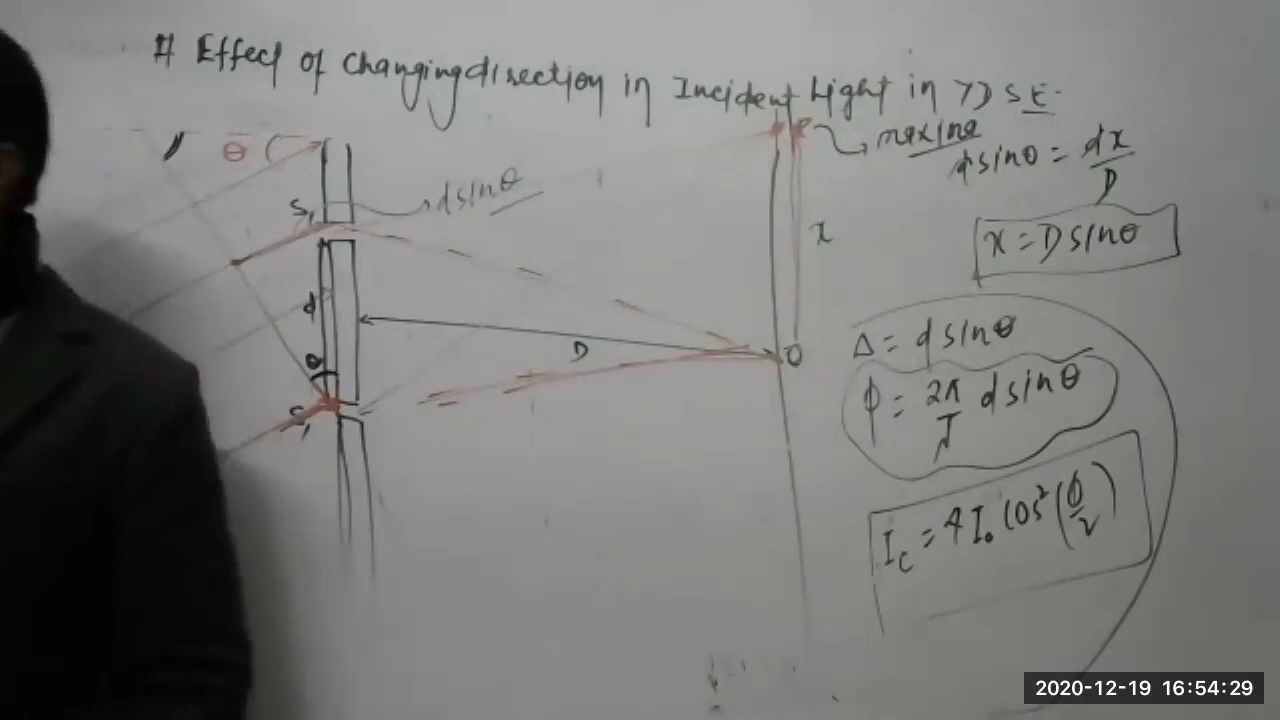 # Effect of Changing direction in Incident Light in YDSE.
θ
maxima
d sinθ = dx/D
d sinθ
S₁
x
x = D sinθ
d
θ
D
O
Δ = d sinθ
ϕ = 2π/λ d sinθ
I_c = 4I₀ cos²(ϕ/2)
2020-12-19 16:54:29